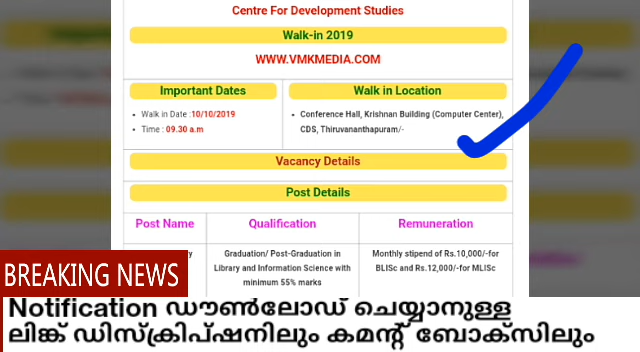 Centre For Development Studies
Walk-in 2019
WWW.VMKMEDIA.COM
Important Dates
Walk in Location
• Walk in Date :10/10/2019
• Time : 09.30 a.m
• Conference Hall, Krishnan Building (Computer Center),
CDS, Thiruvananthapuram/-
Vacancy Details
Post Details
Post Name
Qualification
Remuneration
Graduation/ Post-Graduation in
Library and Information Science with
minimum 55% marks
Monthly stipend of Rs.10,000/-for
BLISc and Rs.12,000/-for MLISc
BREAKING NEWS
Notification ഡൗൺലോഡ് ചെയ്യാനുള്ള
ലിങ്ക് ഡിസ്ക്രിപ്ഷനിലും കമന്റ് ബോക്സിലും